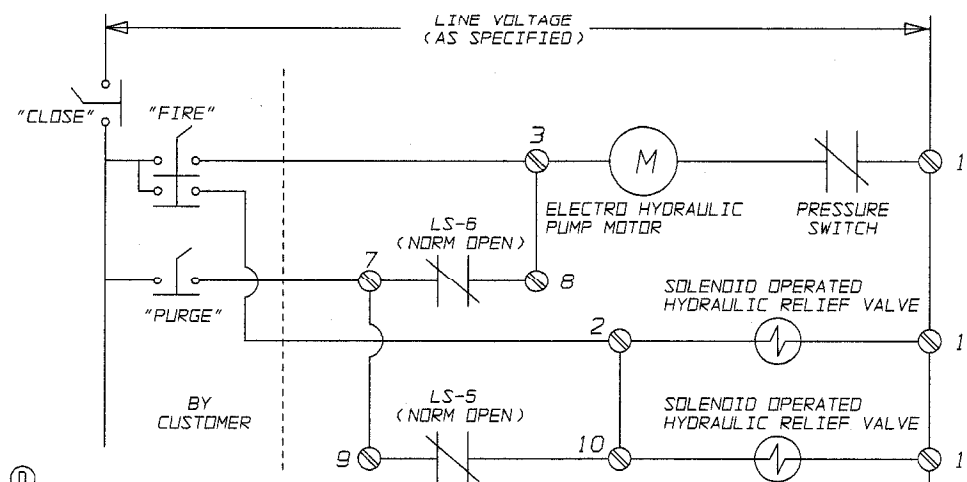 LINE VOLTAGE
(AS SPECIFIED)
"CLOSE"
"FIRE"
3
M
1
ELECTRO HYDRAULIC
PUMP MOTOR
PRESSURE
SWITCH
LS-6
(NORM OPEN)
7
8
"PURGE"
SOLENOID OPERATED
HYDRAULIC RELIEF VALVE
2
1
BY
CUSTOMER
LS-5
(NORM OPEN)
SOLENOID OPERATED
HYDRAULIC RELIEF VALVE
9
10
1